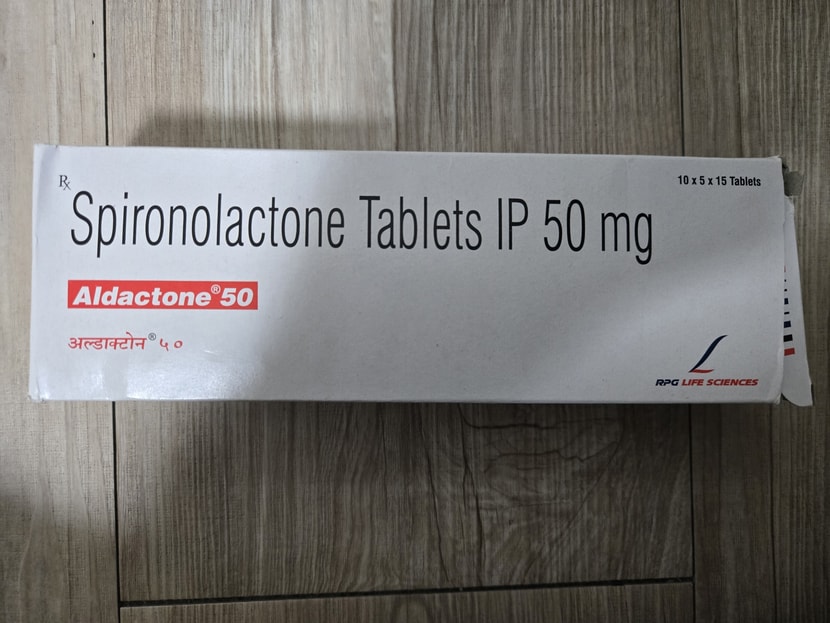 ℞
10 x 5 x 15 Tablets
Spironolactone Tablets IP 50 mg
Aldactone® 50
अल्डाक्टोन® ५०
RPG LIFE SCIENCES